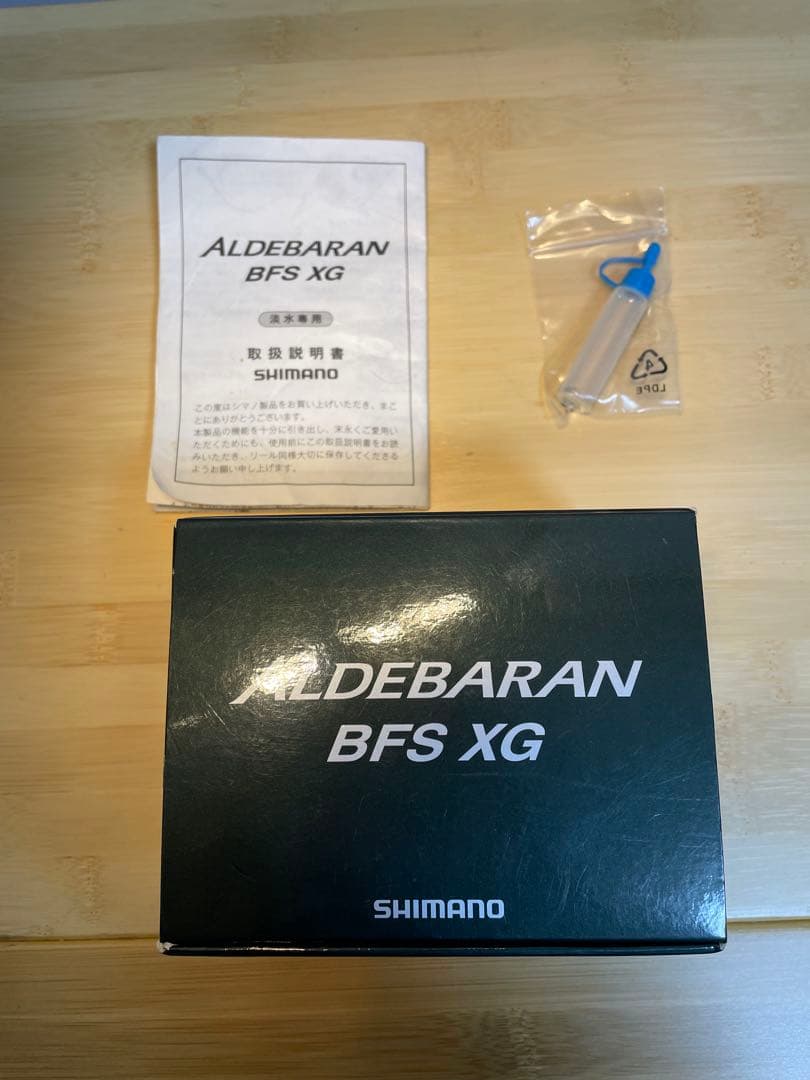 ALDEBARAN
BFS XG
淡水専用
取扱説明書
SHIMANO
この度はシマノ製品をお買い上げいただき、まこ
とにありがとうございます。
本製品の機能を十分に引き出し、末永くご愛用い
ただくためにも、使用前にこの取扱説明書をお読
みいただき、リール同様大切に保存してくださる
ようお願い申し上げます。
4
LDPE
ALDEBARAN
BFS XG
SHIMANO